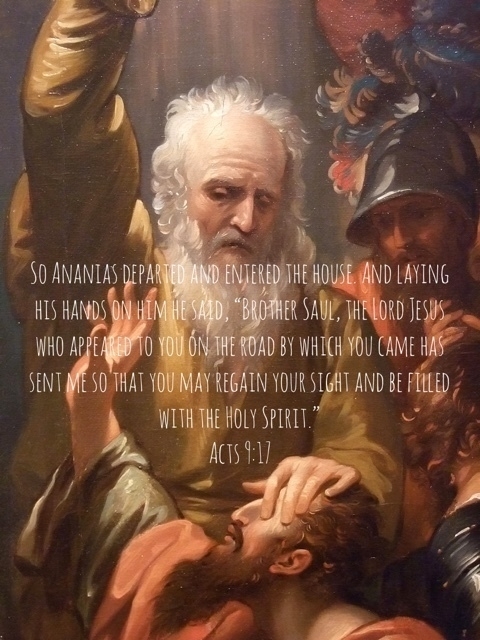 So Ananias departed and entered the house. And laying
his hands on him he said, “Brother Saul, the Lord Jesus
who appeared to you on the road by which you came has
sent me so that you may regain your sight and be filled
with the Holy Spirit.”
Acts 9:17